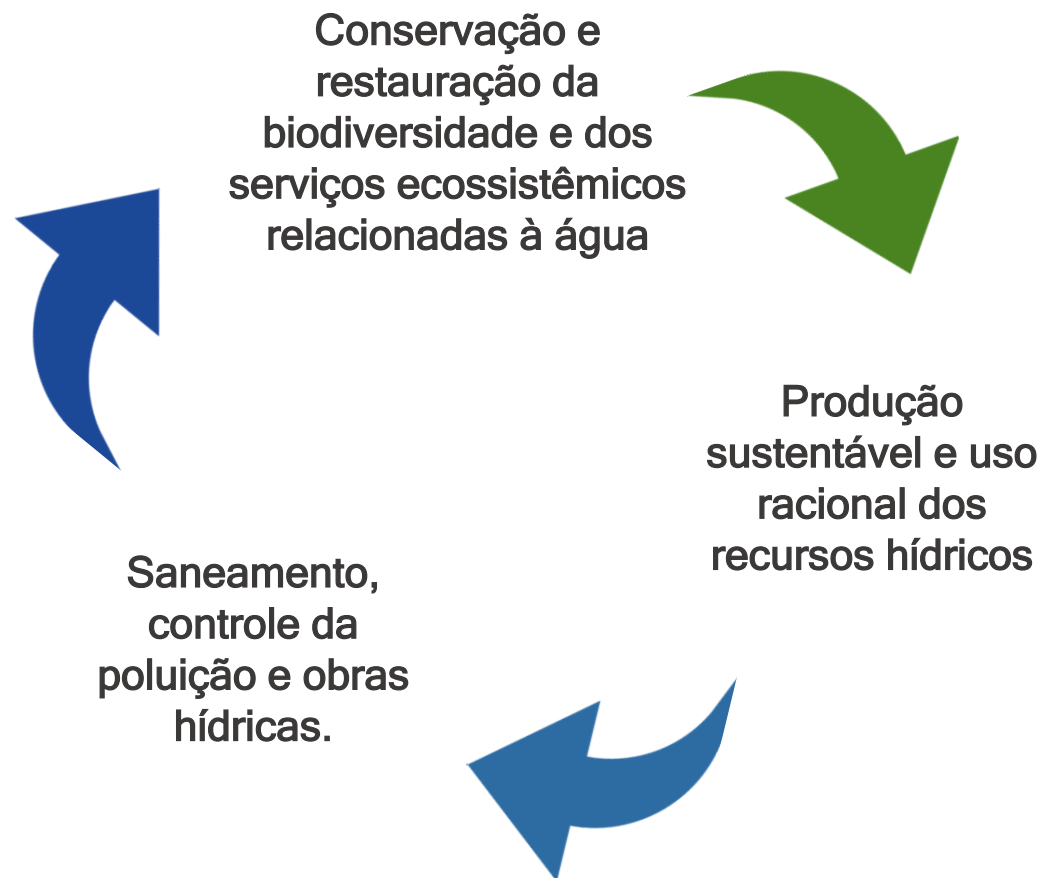 Conservação e
restauração da
biodiversidade e dos
serviços ecossistêmicos
relacionadas à água
Produção
sustentável e uso
racional dos
recursos hídricos
Saneamento,
controle da
poluição e obras
hídricas.